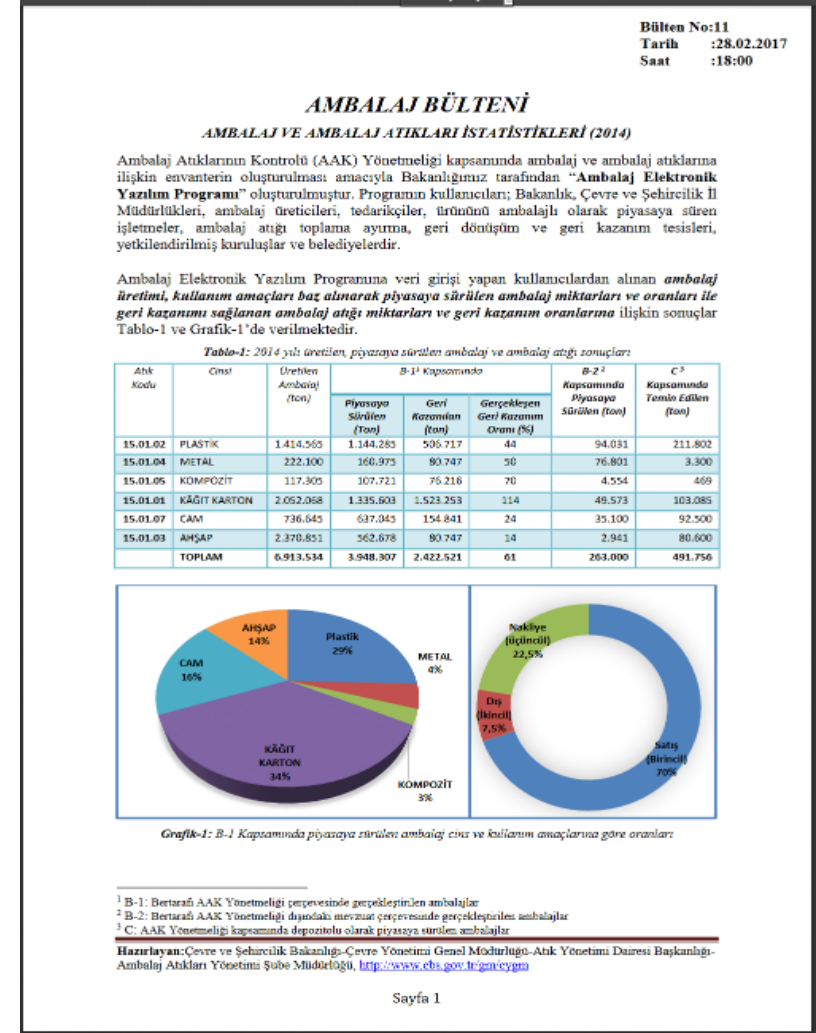 Bülten No:11
Tarih :28.02.2017
Saat :18:00
AMBALAJ BÜLTENİ
AMBALAJ VE AMBALAJ ATIKLARI İSTATİSTİKLERİ (2014)
Ambalaj Atıklarının Kontrolü (AAK) Yönetmeliği kapsamında ambalaj ve ambalaj atıklarına
ilişkin envanterin oluşturulması amacıyla Bakanlığımız tarafından “Ambalaj Elektronik
Yazılım Programı” oluşturulmuştur. Programın kullanıcıları; Bakanlık, Çevre ve Şehircilik İl
Müdürlükleri, ambalaj üreticileri, tedarikçiler, ürününü ambalajlı olarak piyasaya süren
işletmeler, ambalaj atığı toplama ayırma, geri dönüşüm ve geri kazanım tesisleri,
yetkilendirilmiş kuruluşlar ve belediyelerdir.
Ambalaj Elektronik Yazılım Programına veri girişi yapan kullanıcılardan alınan ambalaj
üretimi, kullanım amaçları baz alınarak piyasaya sürülen ambalaj miktarları ve oranları ile
geri kazanımı sağlanan ambalaj atığı miktarları ve geri kazanım oranlarına ilişkin sonuçlar
Tablo-1 ve Grafik-1’de verilmektedir.
Tablo-1: 2014 yılı üretilen, piyasaya sürülen ambalaj ve ambalaj atığı sonuçları
Atık Kodu Cinsi Üretilen Ambalaj (ton) B-1¹ Kapsamında B-2 ² Kapsamında Piyasaya Sürülen (ton) C ³ Kapsamında Temin Edilen (ton)
Piyasaya Sürülen (Ton) Geri Kazanılan (ton) Gerçekleşen Geri Kazanım Oranı (%)
15.01.02 PLASTİK 1.414.565 1.144.285 506.717 44 94.031 211.802
15.01.04 METAL 222.100 160.975 80.747 50 76.801 3.300
15.01.05 KOMPOZİT 117.305 107.721 76.216 70 4.554 469
15.01.01 KÂĞIT KARTON 2.052.068 1.335.603 1.523.253 114 49.573 103.085
15.01.07 CAM 736.645 637.045 154.841 24 35.100 92.500
15.01.03 AHŞAP 2.370.851 562.678 80.747 14 2.941 80.600
TOPLAM 6.913.534 3.948.307 2.422.521 61 263.000 491.756
AHŞAP
14%
Plastik
29%
METAL
4%
CAM
16%
KÂĞIT
KARTON
34%
KOMPOZİT
3%
Nakliye
(üçüncül)
22,5%
Dış
(İkincil)
7,5%
Satış
(Birincil)
70%
Grafik-1: B-1 Kapsamında piyasaya sürülen ambalaj cins ve kullanım amaçlarına göre oranları
¹ B-1: Bertarafı AAK Yönetmeliği çerçevesinde gerçekleştirilen ambalajlar
² B-2: Bertarafı AAK Yönetmeliği dışındaki mevzuat çerçevesinde gerçekleştirilen ambalajlar
³ C: AAK Yönetmeliği kapsamında depozitolu olarak piyasaya sürülen ambalajlar
Hazırlayan:Çevre ve Şehircilik Bakanlığı-Çevre Yönetimi Genel Müdürlüğü-Atık Yönetimi Dairesi Başkanlığı-
Ambalaj Atıkları Yönetimi Şube Müdürlüğü, http://www.cbs.gov.tr/gm/cygm
Sayfa 1